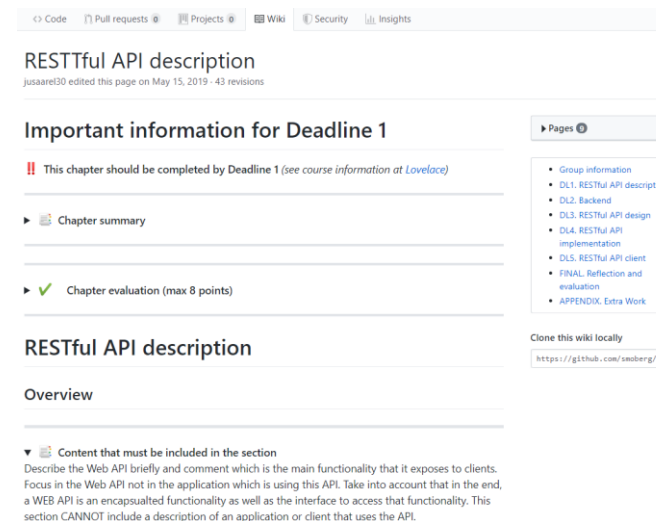 Code Pull requests 0 Projects 0 Wiki Security Insights
RESTTful API description
jusaarel30 edited this page on May 15, 2019 · 43 revisions
Important information for Deadline 1
‼ This chapter should be completed by Deadline 1 (see course information at Lovelace)
Chapter summary
Chapter evaluation (max 8 points)
RESTful API description
Overview
Content that must be included in the section
Describe the Web API briefly and comment which is the main functionality that it exposes to clients.
Focus in the Web API not in the application which is using this API. Take into account that in the end,
a WEB API is an encapsualted functionality as well as the interface to access that functionality. This
section CANNOT include a description of an application or client that uses the API.
Pages 9
Group information
DL1. RESTful API descript
DL2. Backend
DL3. RESTful API design
DL4. RESTful API
implementation
DL5. RESTful API client
FINAL. Reflection and
evaluation
APPENDIX. Extra Work
Clone this wiki locally
https://github.com/smoberg/